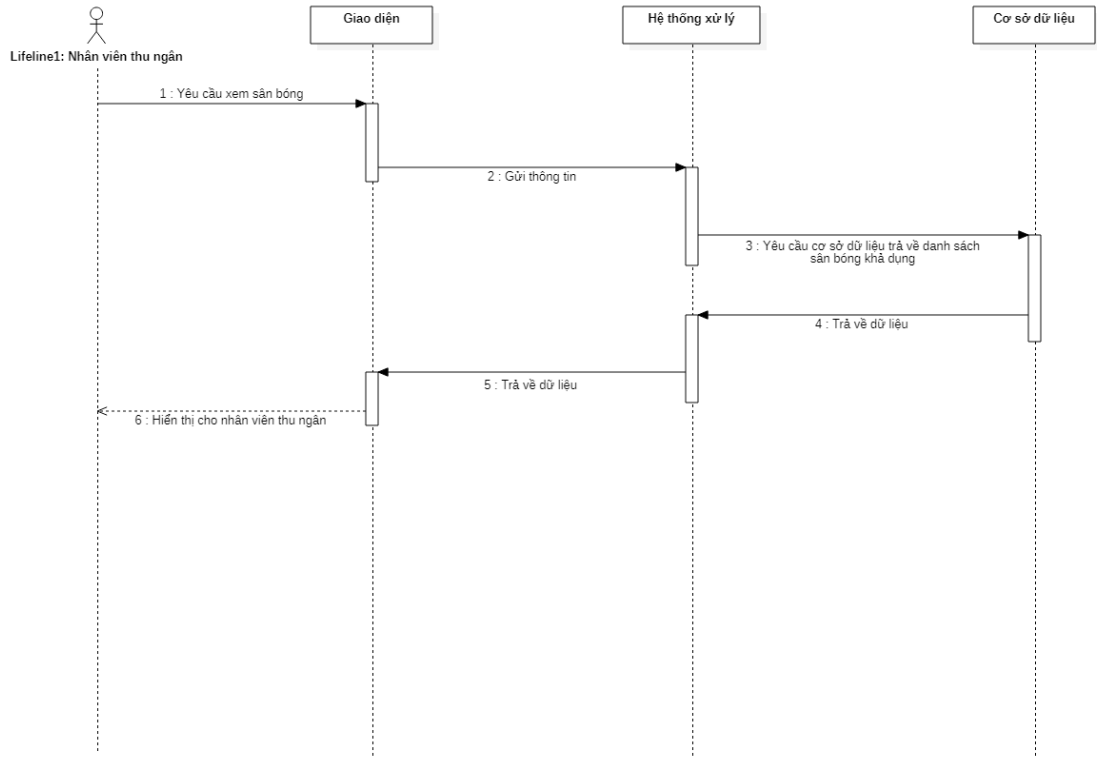 Giao diện
Hệ thống xử lý
Cơ sở dữ liệu
Lifeline1: Nhân viên thu ngân
1 : Yêu cầu xem sân bóng
2 : Gửi thông tin
3 : Yêu cầu cơ sở dữ liệu trả về danh sách
sân bóng khả dụng
4 : Trả về dữ liệu
5 : Trả về dữ liệu
6 : Hiển thị cho nhân viên thu ngân